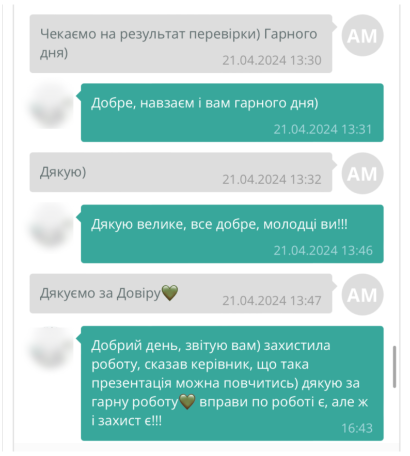 Чекаємо на результат перевірки) Гарного
дня)
21.04.2024 13:30
AM
Добре, навзаєм і вам гарного дня)
21.04.2024 13:31
Дякую)
21.04.2024 13:32
AM
Дякую велике, все добре, молодці ви!!!
21.04.2024 13:46
Дякуємо за Довіру💚
21.04.2024 13:47
AM
Добрий день, звітую вам) захистила
роботу, сказав керівник, що така
презентація можна повчитись) дякую за
гарну роботу💚 вправи по роботі є, але ж
і захист є!!!
16:43